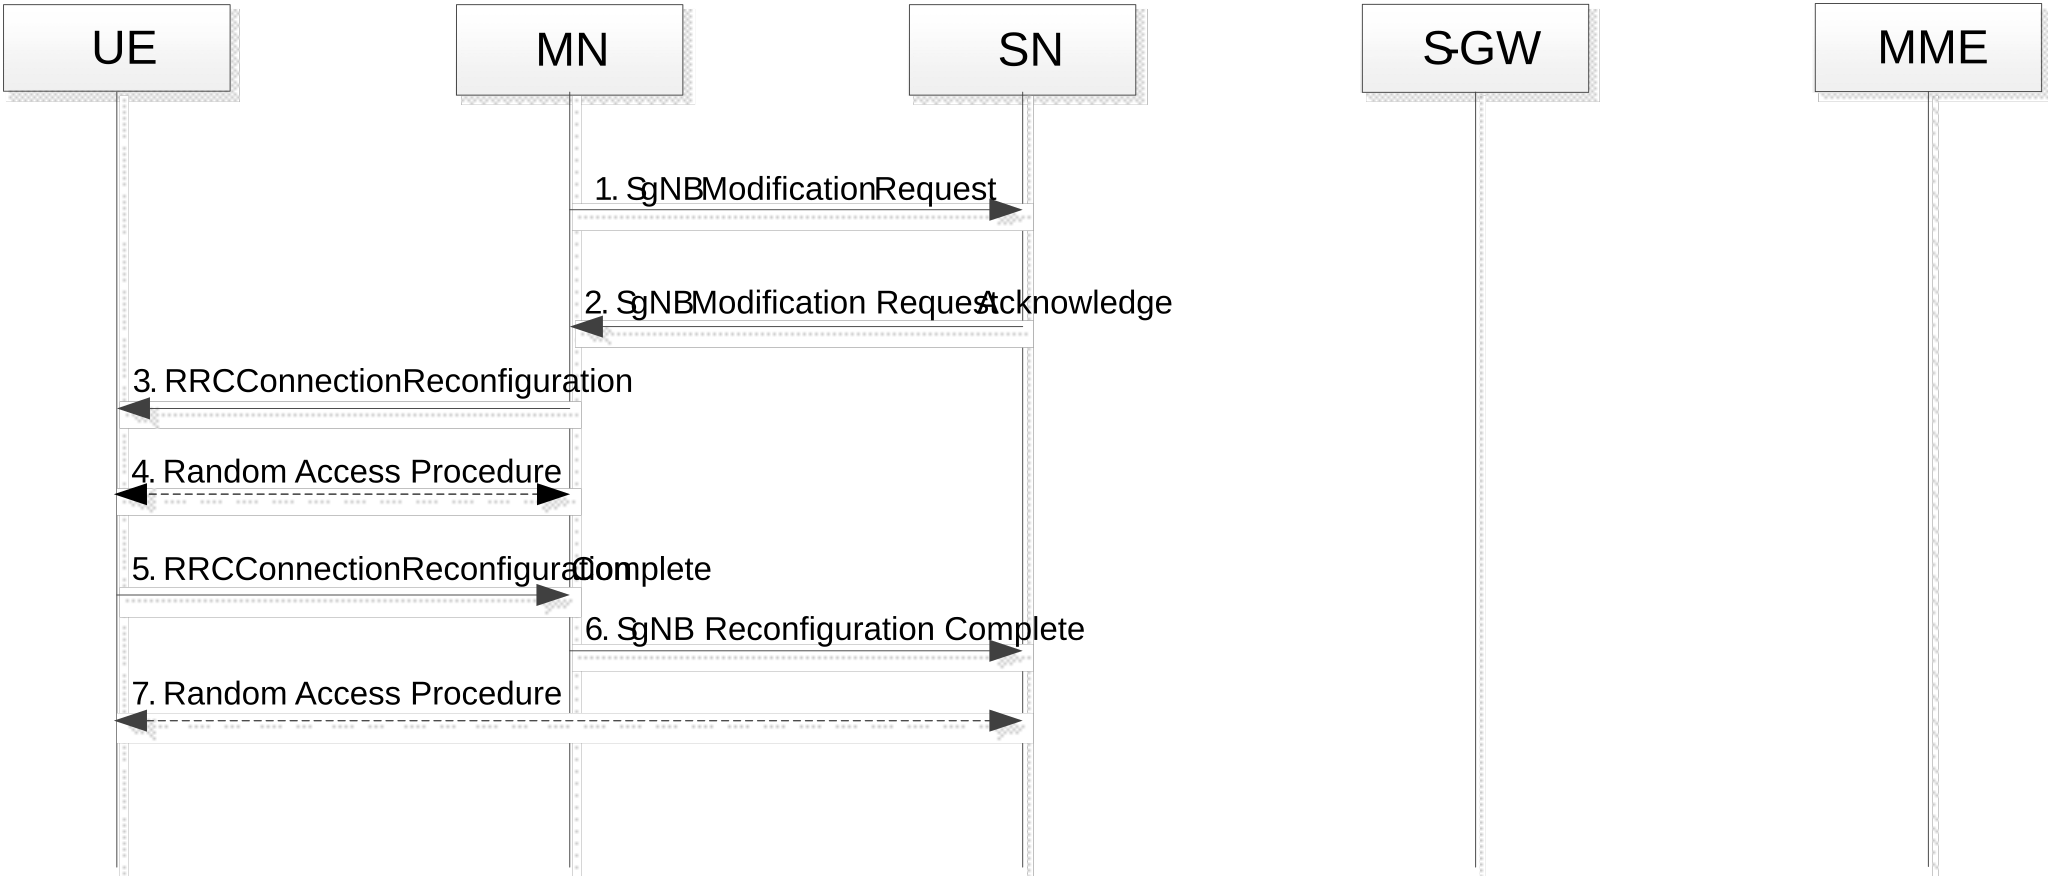 UE
MN
SN
S-GW
MME
1. SgNB Modification Request
2. SgNB Modification Request Acknowledge
3. RRCConnectionReconfiguration
4. Random Access Procedure
5. RRCConnectionReconfigurationComplete
6. SgNB Reconfiguration Complete
7. Random Access Procedure